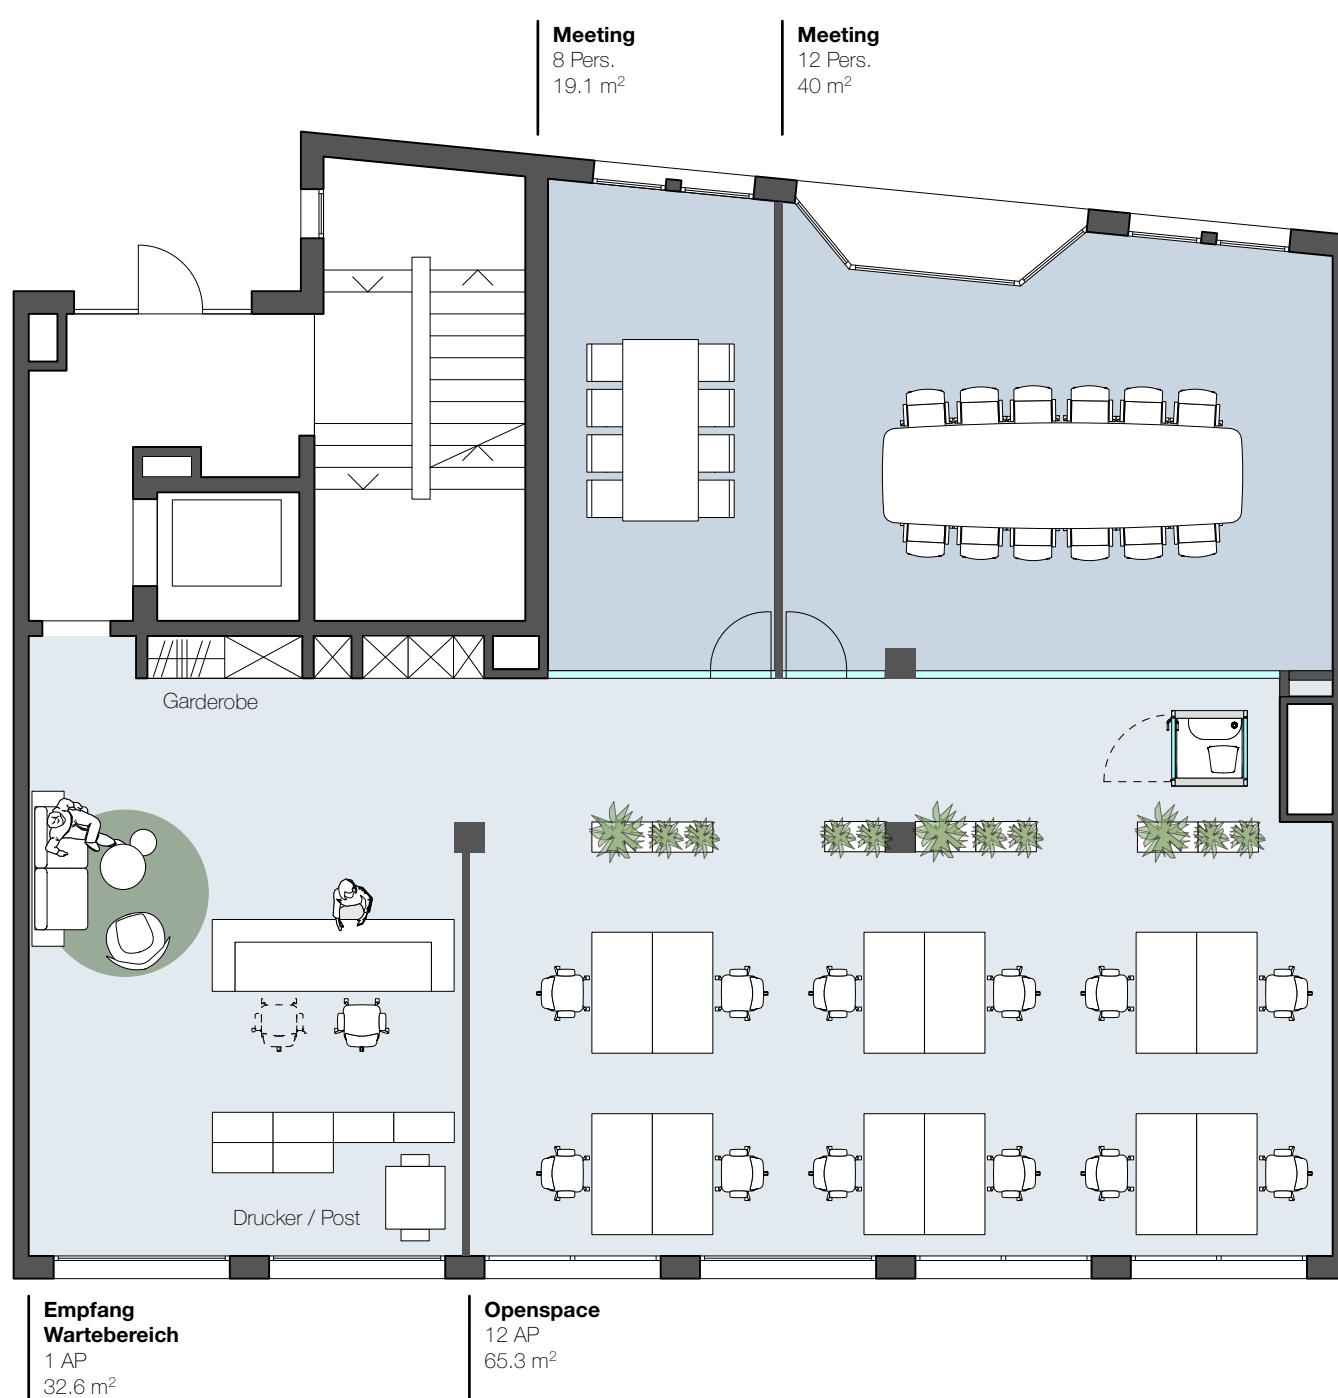 Meeting
8 Pers.
19.1 m²
Meeting
12 Pers.
40 m²
Garderobe
Drucker / Post
Empfang
Wartebereich
1 AP
32.6 m²
Openspace
12 AP
65.3 m²